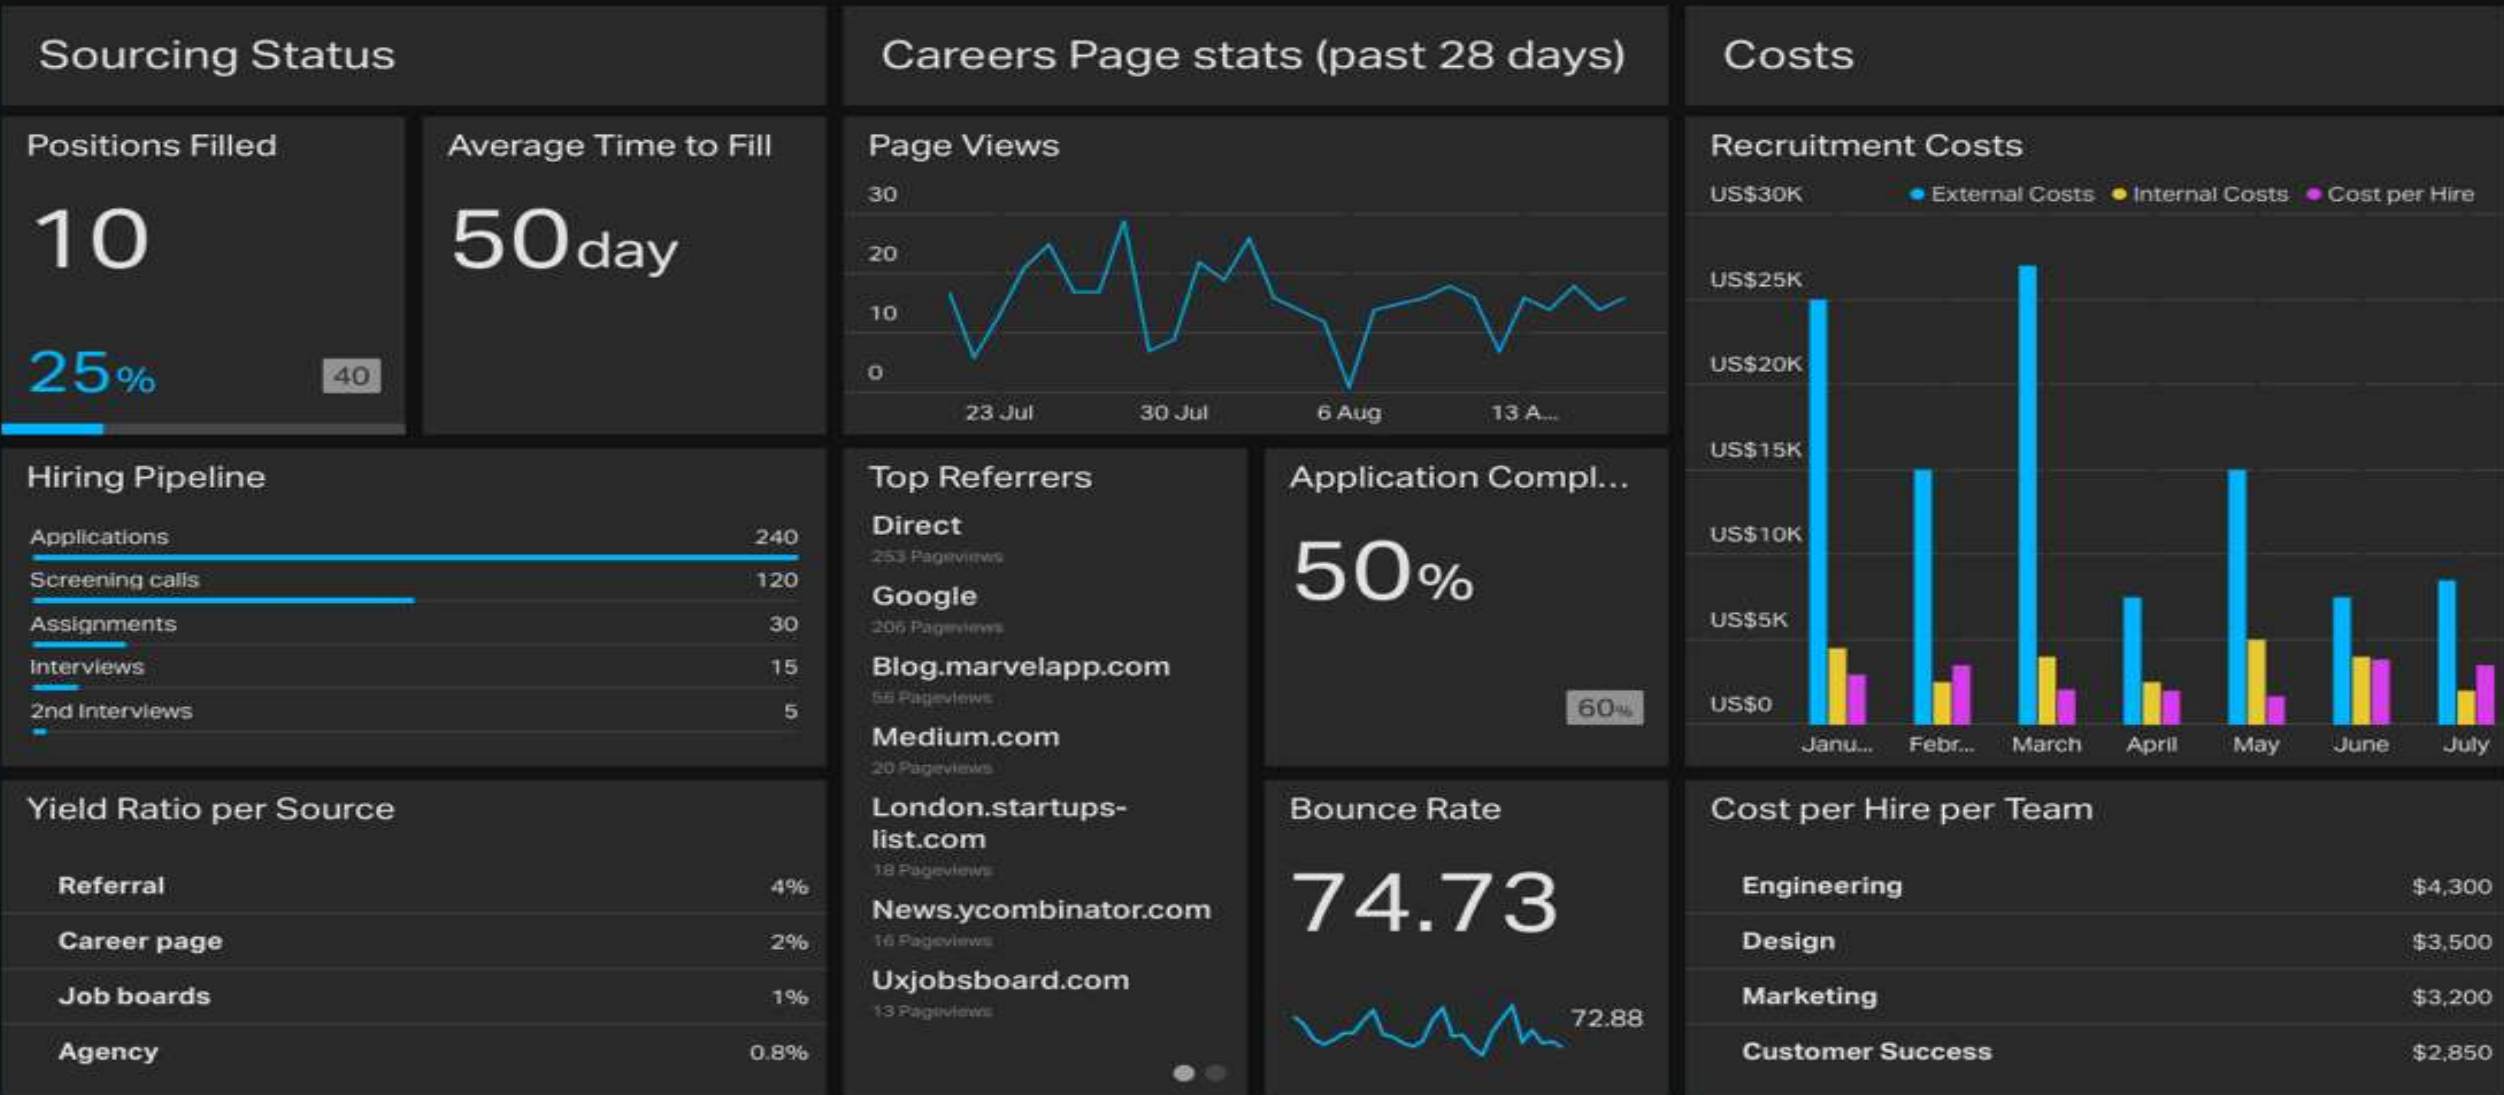 Sourcing Status
Positions Filled
10
25%
40
Average Time to Fill
50day
Hiring Pipeline
Applications 240
Screening calls 120
Assignments 30
Interviews 15
2nd Interviews 5
Yield Ratio per Source
Referral 4%
Career page 2%
Job boards 1%
Agency 0.8%
Careers Page stats (past 28 days)
Page Views
30
20
10
0
23 Jul 30 Jul 6 Aug 13 A...
Top Referrers
Direct
253 Pageviews
Google
206 Pageviews
Blog.marvelapp.com
56 Pageviews
Medium.com
20 Pageviews
London.startups-
list.com
18 Pageviews
News.ycombinator.com
16 Pageviews
Uxjobsboard.com
13 Pageviews
Application Compl...
50%
60%
Bounce Rate
74.73
72.88
Costs
Recruitment Costs
External Costs Internal Costs Cost per Hire
US$30K
US$25K
US$20K
US$15K
US$10K
US$5K
US$0
Janu... Febr... March April May June July
Cost per Hire per Team
Engineering $4,300
Design $3,500
Marketing $3,200
Customer Success $2,850